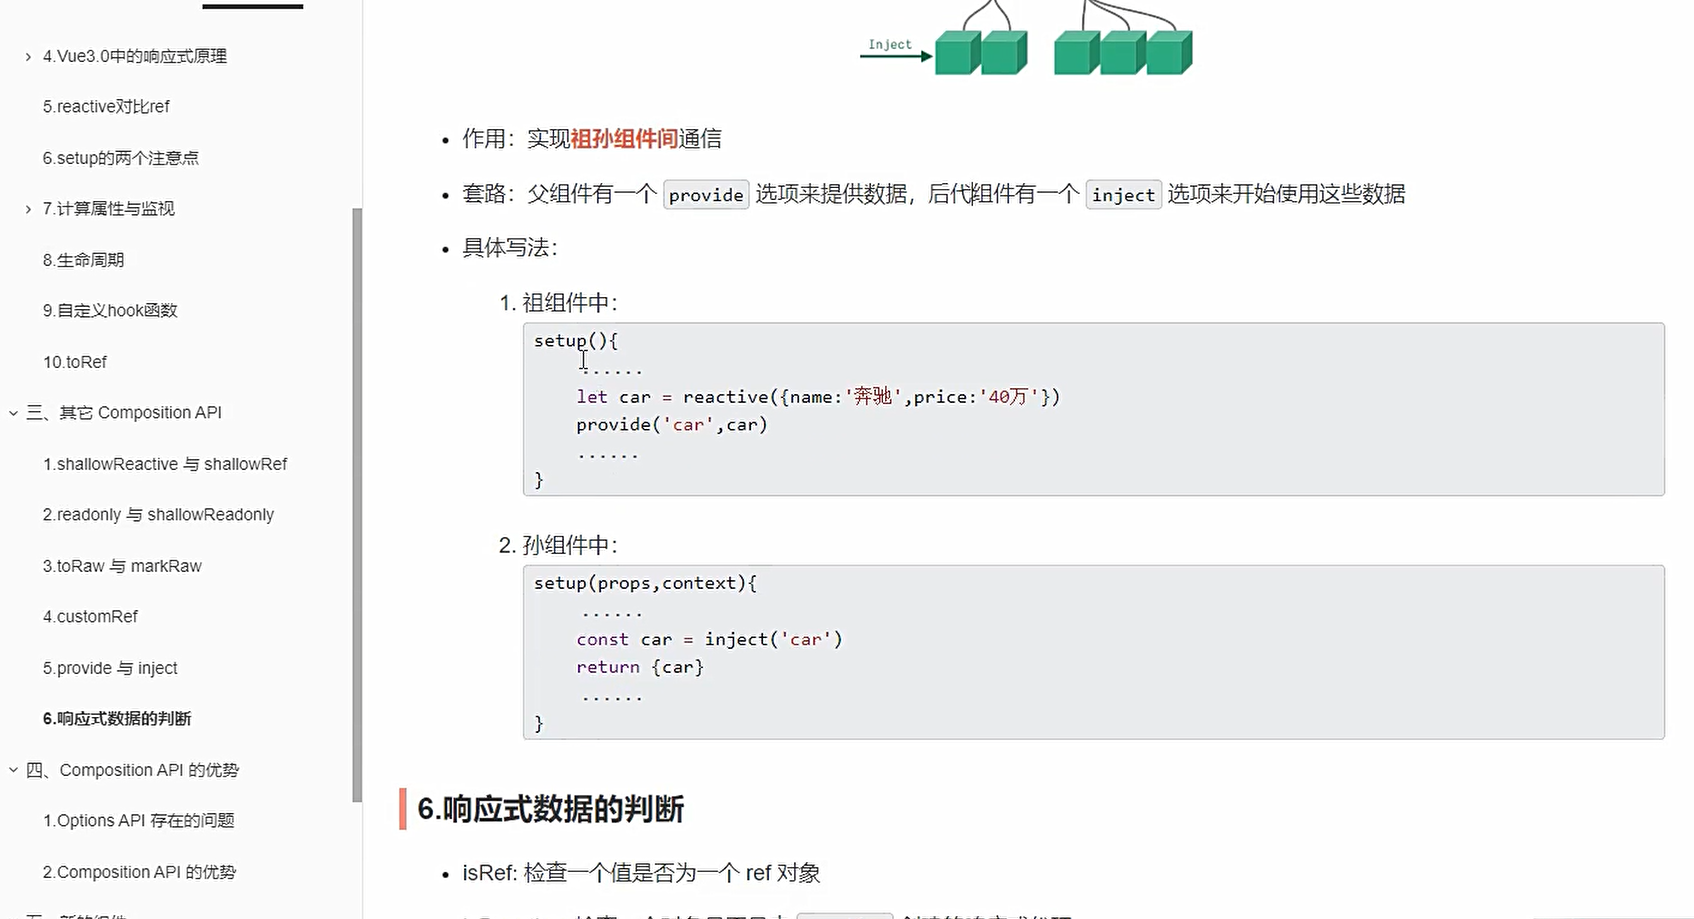 4.Vue3.0中的响应式原理
5.reactive对比ref
6.setup的两个注意点
7.计算属性与监视
8.生命周期
9.自定义hook函数
10.toRef
三、其它 Composition API
1.shallowReactive 与 shallowRef
2.readonly 与 shallowReadonly
3.toRaw 与 markRaw
4.customRef
5.provide 与 inject
6.响应式数据的判断
四、Composition API 的优势
1.Options API 存在的问题
2.Composition API 的优势
Inject
作用：实现祖孙组件间通信
套路：父组件有一个 provide 选项来提供数据，后代组件有一个 inject 选项来开始使用这些数据
具体写法：
1. 祖组件中：
setup(){
......
let car = reactive({name:'奔驰',price:'40万'})
provide('car',car)
......
}
2. 孙组件中：
setup(props,context){
......
const car = inject('car')
return {car}
......
}
6.响应式数据的判断
isRef: 检查一个值是否为一个 ref 对象